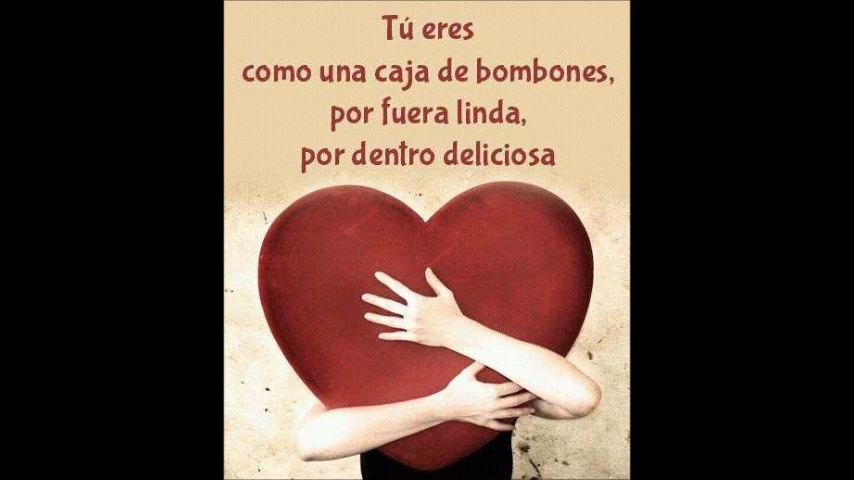 Tú eres
como una caja de bombones,
por fuera linda,
por dentro deliciosa